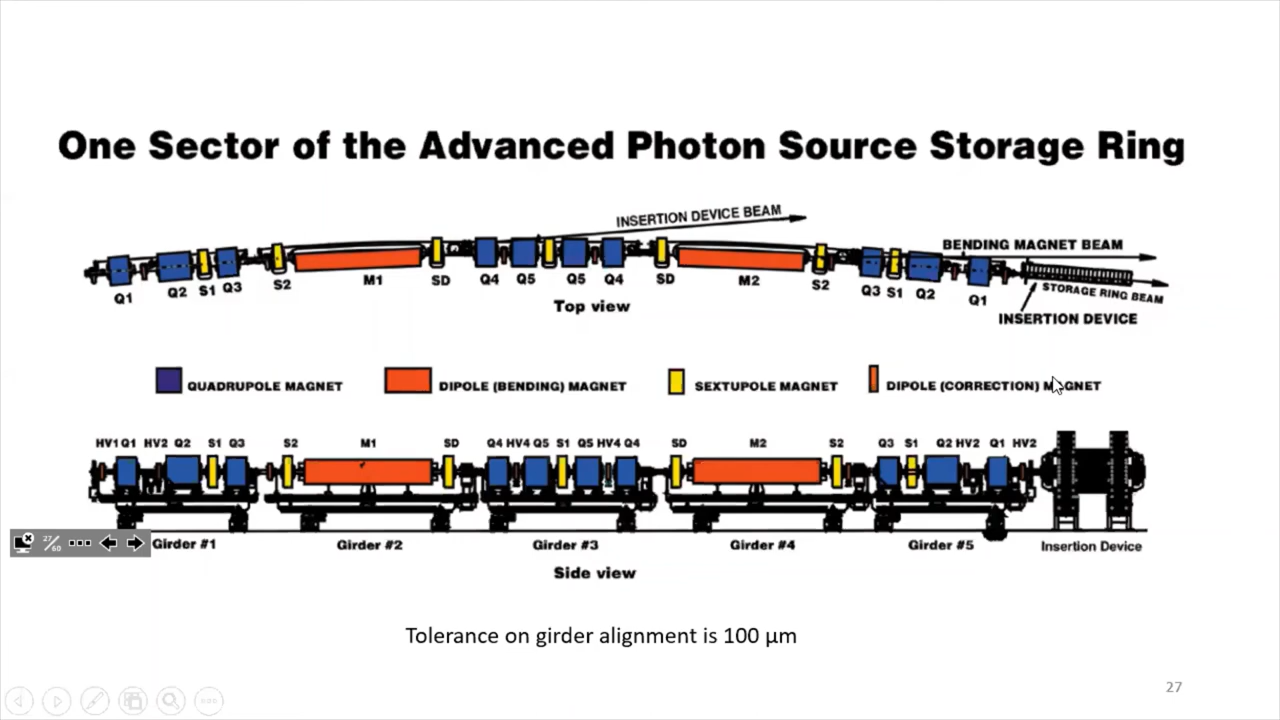 One Sector of the Advanced Photon Source Storage Ring
INSERTION DEVICE BEAM
BENDING MAGNET BEAM
Q1 Q2 S1 Q3 S2 M1 SD Q4 Q5 Q5 Q4 SD M2 S2 Q3 S1 Q2 Q1
STORAGE RING BEAM
INSERTION DEVICE
Top view
QUADRUPOLE MAGNET DIPOLE (BENDING) MAGNET SEXTUPOLE MAGNET DIPOLE (CORRECTION) MAGNET
HV1 Q1 HV2 Q2 S1 Q3 S2 M1 SD Q4 HV4 Q5 S1 Q5 HV4 Q4 SD M2 S2 Q3 S1 Q2 HV2 Q1 HV2
27/60
Girder #1 Girder #2 Girder #3 Girder #4 Girder #5 Insertion Device
Side view
Tolerance on girder alignment is 100 µm
27